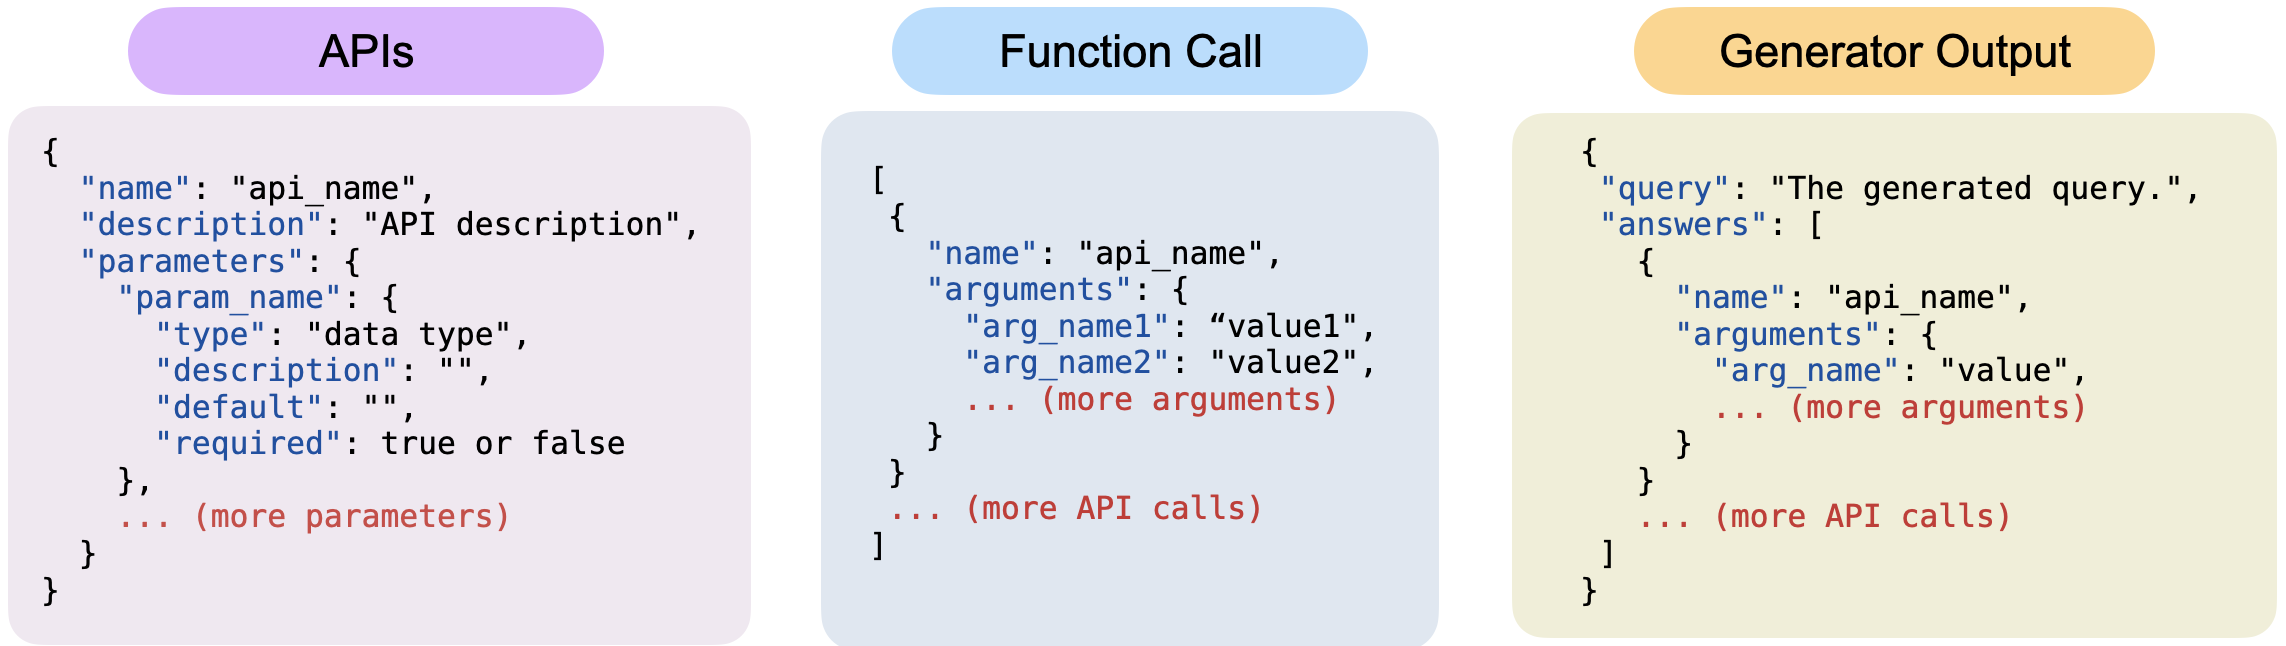 APIs
{
  "name": "api_name",
  "description": "API description",
  "parameters": {
    "param_name": {
      "type": "data type",
      "description": "",
      "default": "",
      "required": true or false
    },
    ... (more parameters)
  }
}
Function Call
[
 {
   "name": "api_name",
   "arguments": {
     "arg_name1": “value1",
     "arg_name2": "value2",
     ... (more arguments)
   }
 }
 ... (more API calls)
]
Generator Output
{
 "query": "The generated query.",
 "answers": [
   {
     "name": "api_name",
     "arguments": {
       "arg_name": "value",
       ... (more arguments)
     }
   }
   ... (more API calls)
 ]
}